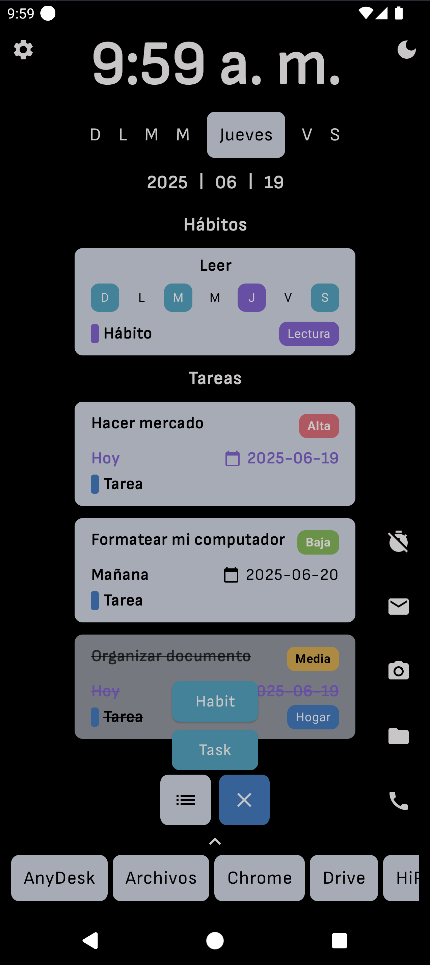 9:59
9:59 a. m.
D L M M Jueves V S
2025 | 06 | 19
Hábitos
Leer
D L M M J V S
Hábito Lectura
Tareas
Hacer mercado Alta
Hoy 2025-06-19
Tarea
Formatear mi computador Baja
Mañana 2025-06-20
Tarea
Organizar documento Media
Hoy 2025-06-19
Habit
Tarea Hogar
Task
AnyDesk Archivos Chrome Drive